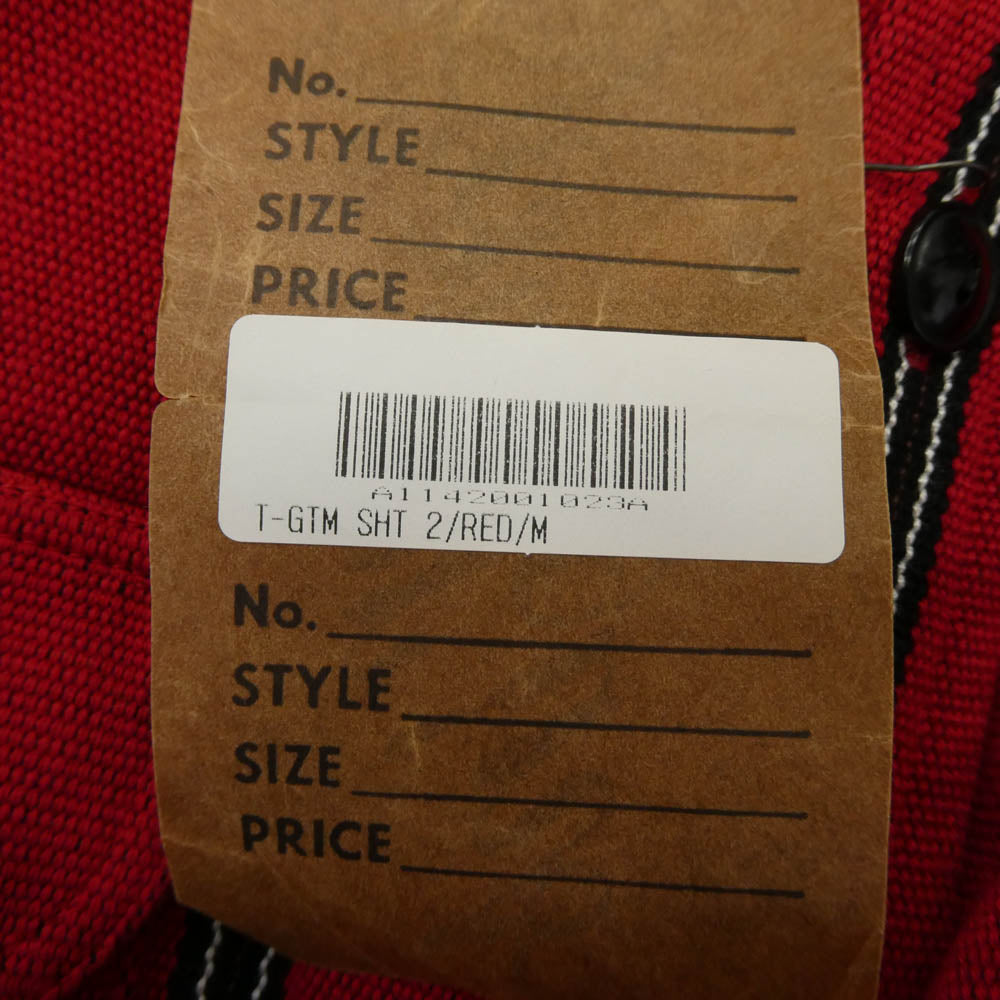 No.
STYLE
SIZE
PRICE
A1142001023A
T-GTM SHT 2/RED/M
No.
STYLE
SIZE
PRICE